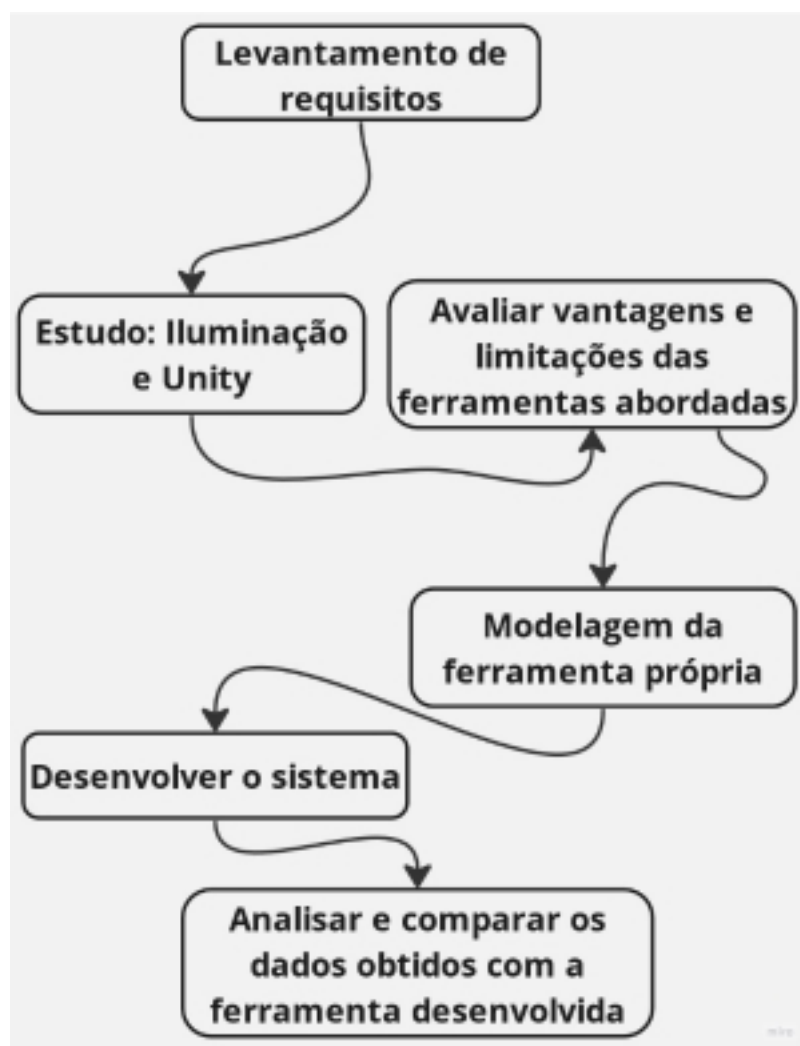 Levantamento de
requisitos
Estudo: Iluminação
e Unity
Avaliar vantagens e
limitações das
ferramentas abordadas
Modelagem da
ferramenta própria
Desenvolver o sistema
Analisar e comparar os
dados obtidos com a
ferramenta desenvolvida
miro